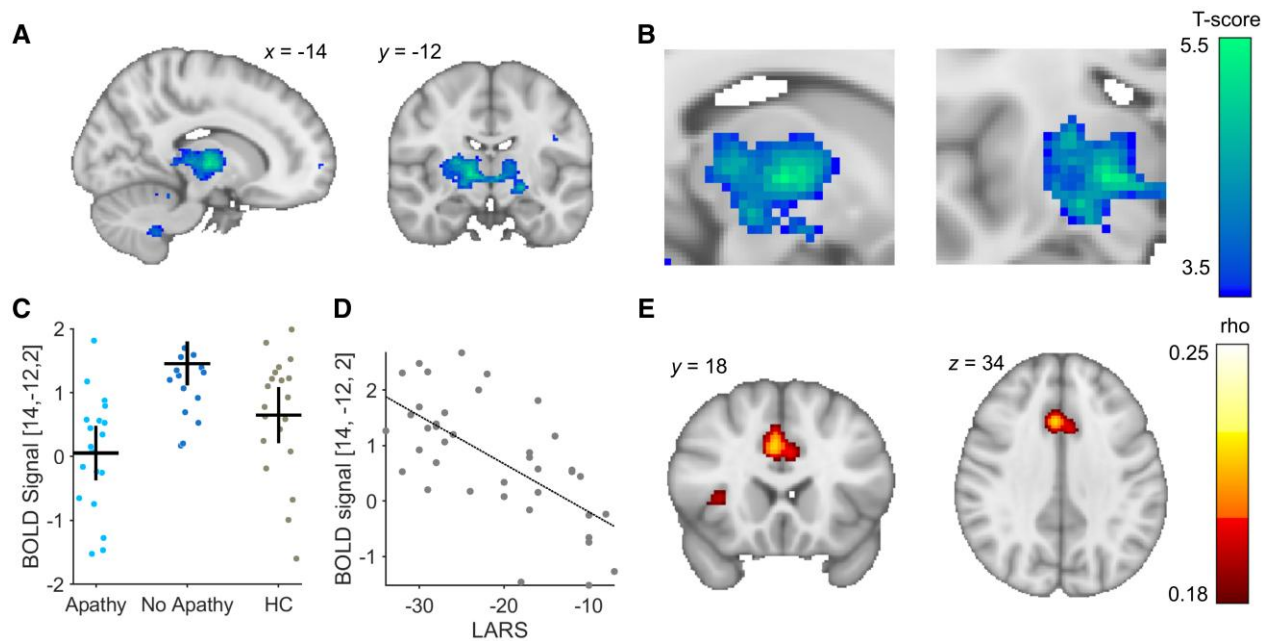 A
x = -14
y = -12
B
T-score
5.5
3.5
C
BOLD Signal [14,-12,2]
2
1
0
-1
-2
Apathy
No Apathy
HC
D
BOLD signal [14, -12, 2]
2
1
0
-1
-30
-20
-10
LARS
E
y = 18
z = 34
rho
0.25
0.18